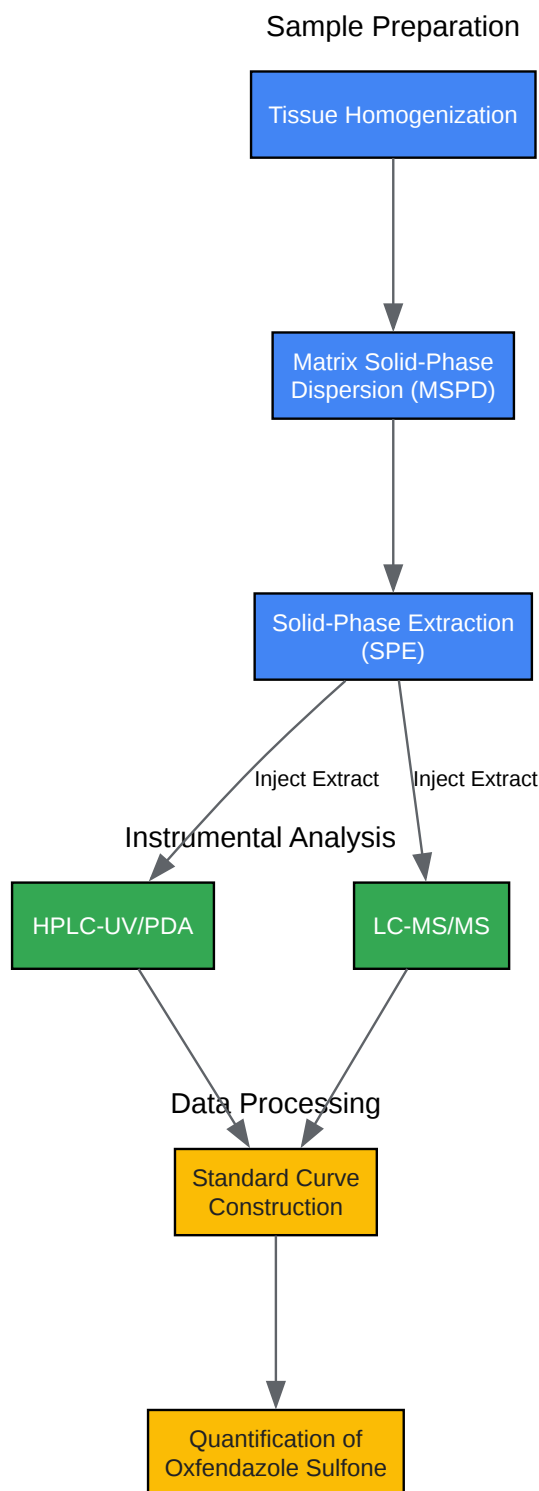 Sample Preparation
Tissue Homogenization
Matrix Solid-Phase
Dispersion (MSPD)
Solid-Phase Extraction
(SPE)
Inject Extract
Inject Extract
Instrumental Analysis
HPLC-UV/PDA
LC-MS/MS
Data Processing
Standard Curve
Construction
Quantification of
Oxfendazole Sulfone